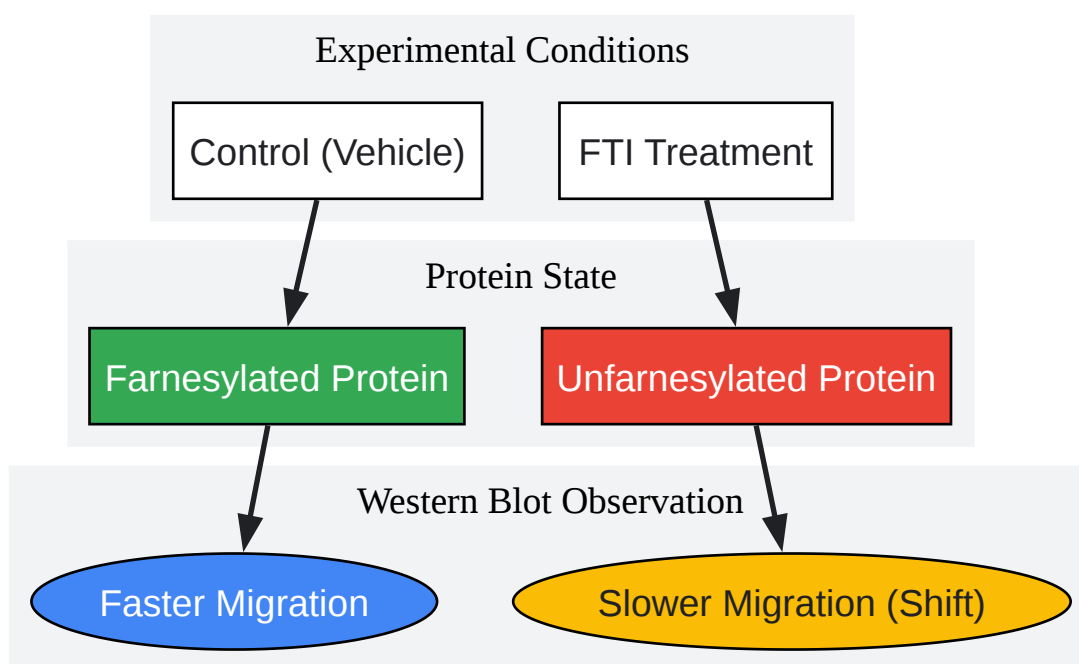 Experimental Conditions
Control (Vehicle)
FTI Treatment
Protein State
Farnesylated Protein
Unfarnesylated Protein
Western Blot Observation
Faster Migration
Slower Migration (Shift)